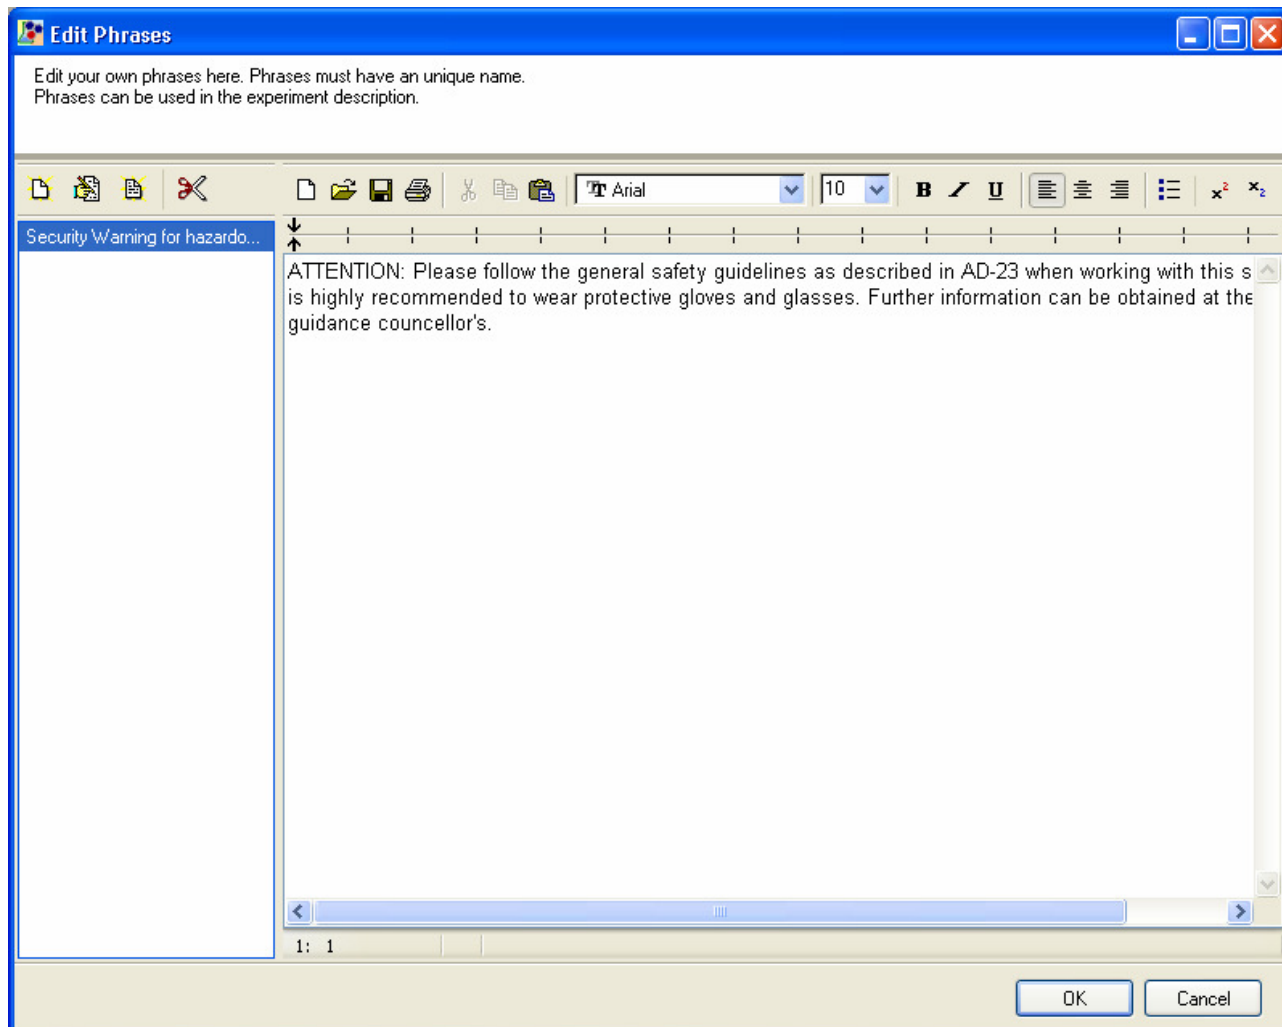 Edit Phrases
Edit your own phrases here. Phrases must have an unique name.
Phrases can be used in the experiment description.
Arial
10
B I U
x² x₂
Security Warning for hazardo...
ATTENTION: Please follow the general safety guidelines as described in AD-23 when working with this s
is highly recommended to wear protective gloves and glasses. Further information can be obtained at the
guidance councellor's.
1: 1
OK
Cancel